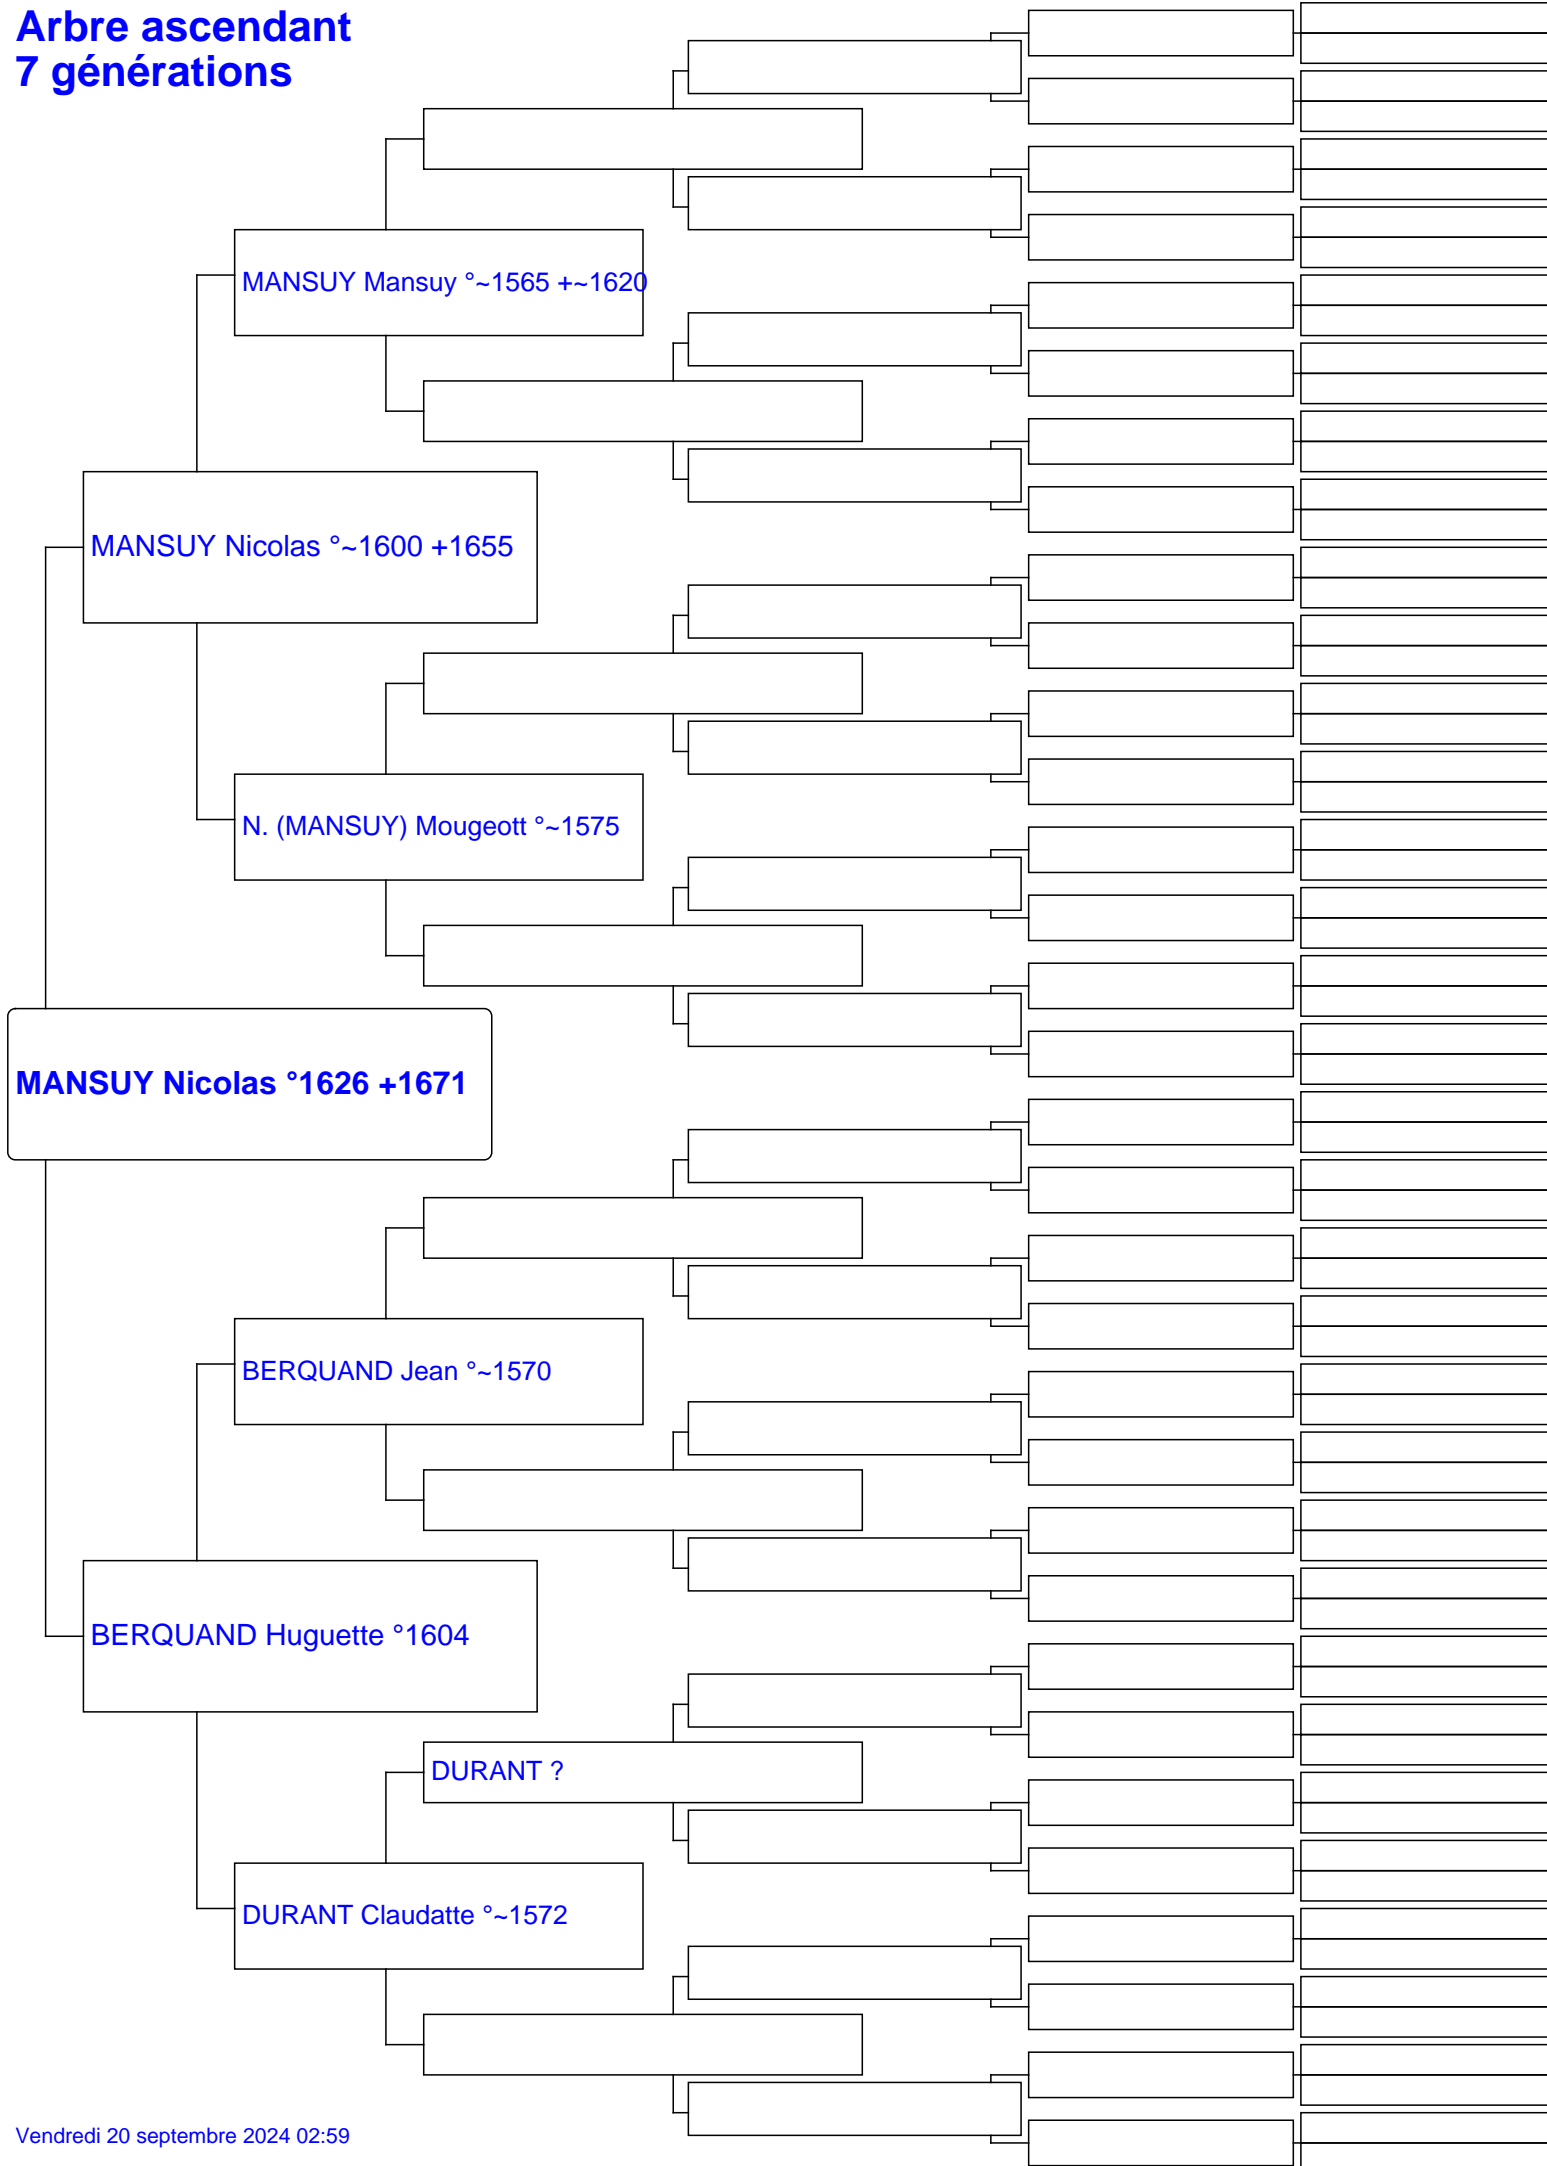 Arbre ascendant
7 générations
MANSUY Mansuy °~1565 +~1620
MANSUY Nicolas °~1600 +1655
N. (MANSUY) Mougeott °~1575
MANSUY Nicolas °1626 +1671
BERQUAND Jean °~1570
BERQUAND Huguette °1604
DURANT ?
DURANT Claudatte °~1572
Vendredi 20 septembre 2024 02:59